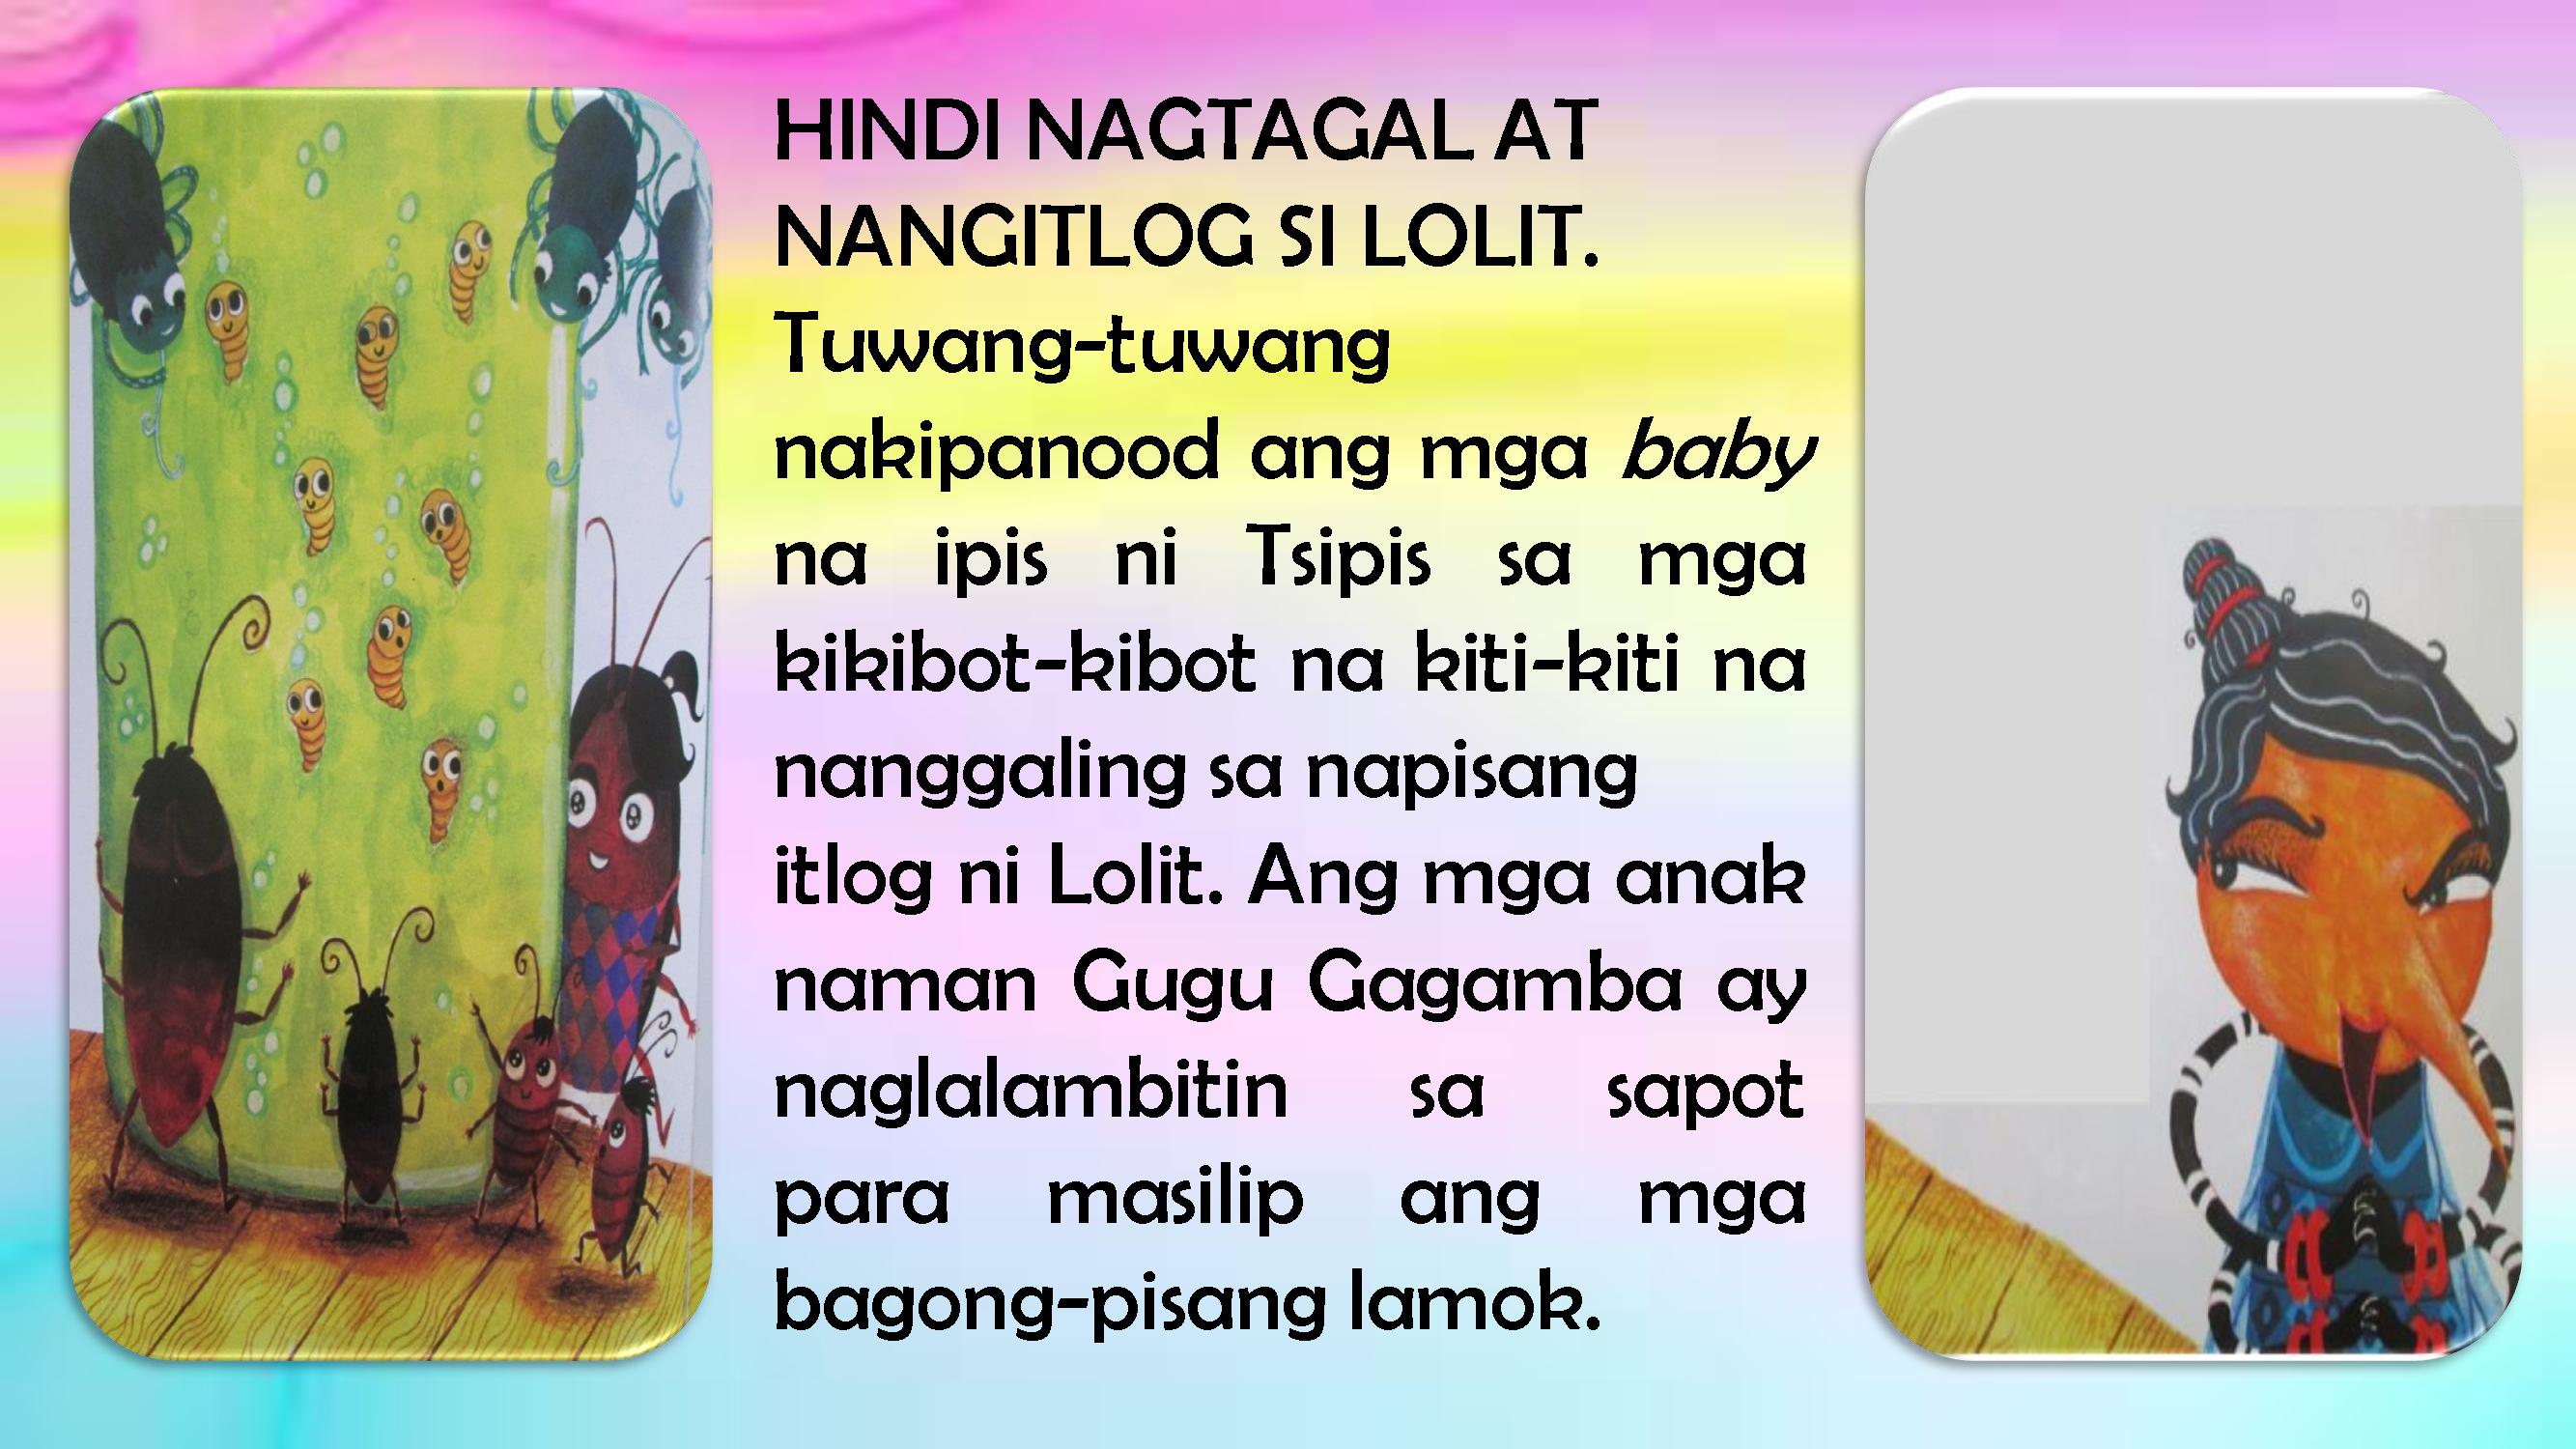 HINDI NAGTAGAL AT
NANGITLOG SI LOLIT.
Tuwang-tuwang
nakipanood ang mga baby
na ipis ni Tsipis sa mga
kikibot-kibot na kiti-kiti na
nanggaling sa napisang
itlog ni Lolit. Ang mga anak
naman Gugu Gagamba ay
naglalambitin sa sapot
para masilip ang mga
bagong-pisang lamok.